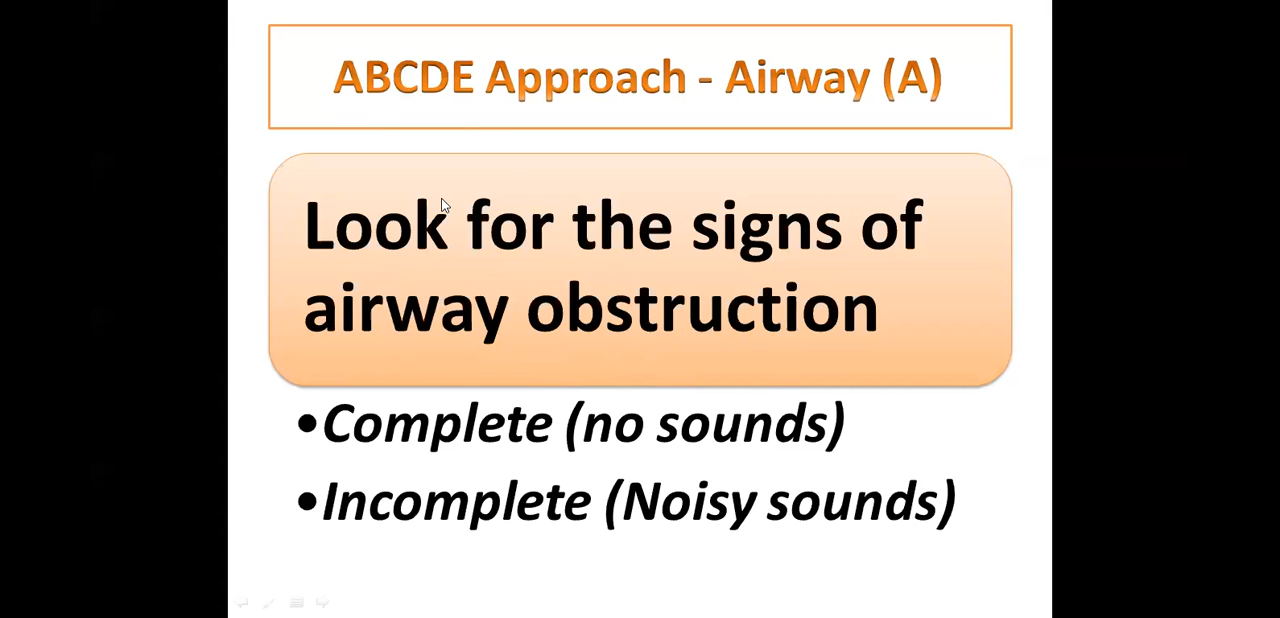 ABCDE Approach - Airway (A)
Look for the signs of
airway obstruction
•Complete (no sounds)
•Incomplete (Noisy sounds)